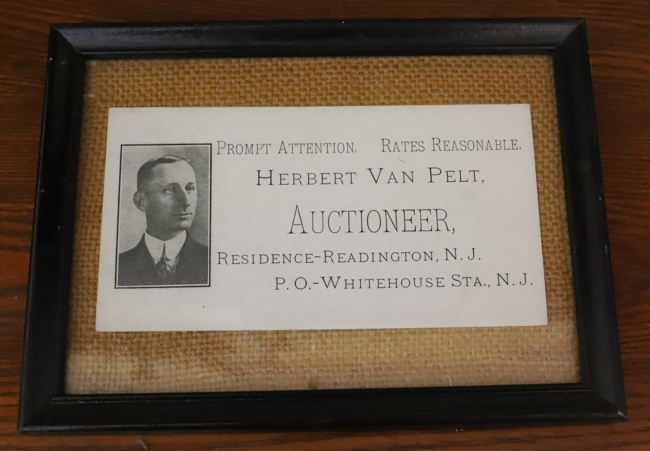 PROMPT ATTENTION. RATES REASONABLE.
HERBERT VAN PELT,
AUCTIONEER,
RESIDENCE-READINGTON, N. J.
P. O.-WHITEHOUSE STA., N. J.